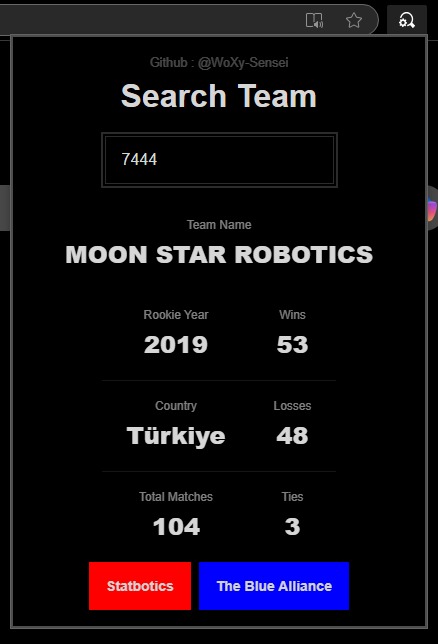 Github : @WoXy-Sensei
Search Team
7444
Team Name
MOON STAR ROBOTICS
Rookie Year Wins
2019 53
Country Losses
Türkiye 48
Total Matches Ties
104 3
Statbotics The Blue Alliance